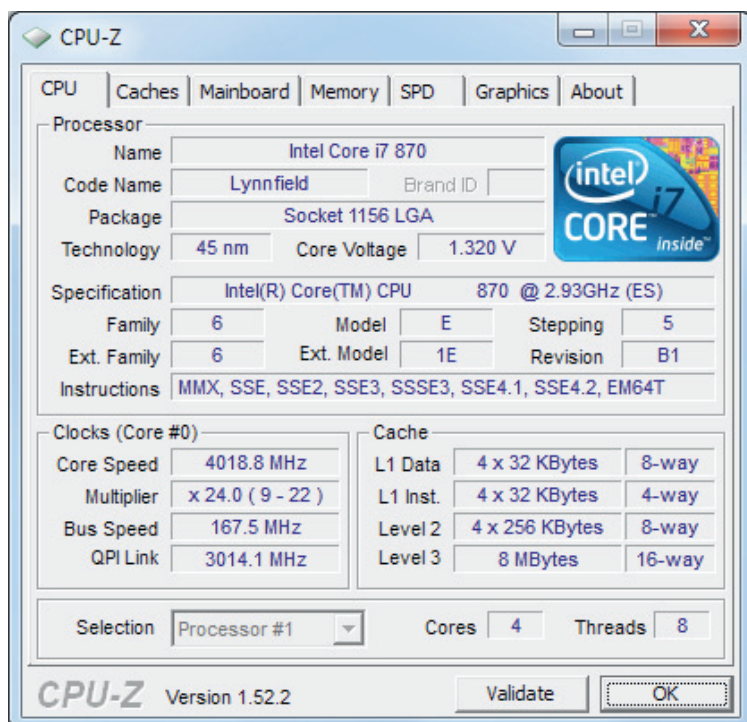 CPU-Z
CPU Caches Mainboard Memory SPD Graphics About
Processor
Name Intel Core i7 870
Code Name Lynnfield Brand ID
Package Socket 1156 LGA
Technology 45 nm Core Voltage 1.320 V
intel i7
CORE inside™
Specification Intel(R) Core(TM) CPU 870 @ 2.93GHz (ES)
Family 6 Model E Stepping 5
Ext. Family 6 Ext. Model 1E Revision B1
Instructions MMX, SSE, SSE2, SSE3, SSSE3, SSE4.1, SSE4.2, EM64T
Clocks (Core #0)
Core Speed 4018.8 MHz
Multiplier x 24.0 ( 9 - 22 )
Bus Speed 167.5 MHz
QPI Link 3014.1 MHz
Cache
L1 Data 4 x 32 KBytes 8-way
L1 Inst. 4 x 32 KBytes 4-way
Level 2 4 x 256 KBytes 8-way
Level 3 8 MBytes 16-way
Selection Processor #1 Cores 4 Threads 8
CPU-Z Version 1.52.2 Validate OK